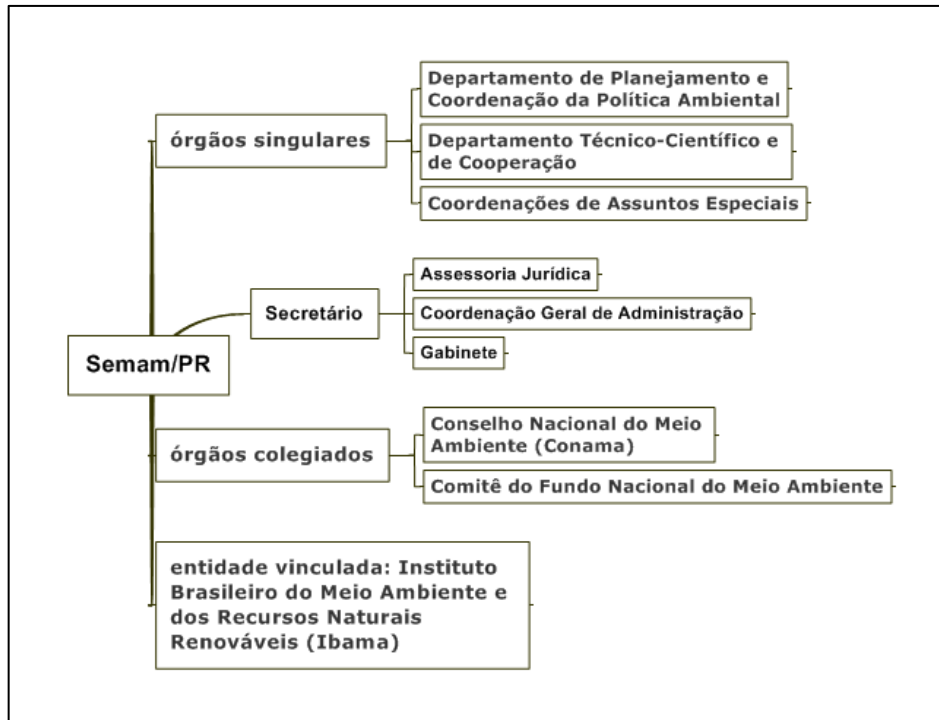 Departamento de Planejamento e
Coordenação da Política Ambiental
órgãos singulares
Departamento Técnico-Científico e
de Cooperação
Coordenações de Assuntos Especiais
Assessoria Jurídica
Secretário
Coordenação Geral de Administração
Gabinete
Semam/PR
Conselho Nacional do Meio
Ambiente (Conama)
órgãos colegiados
Comitê do Fundo Nacional do Meio Ambiente
entidade vinculada: Instituto
Brasileiro do Meio Ambiente e
dos Recursos Naturais
Renováveis (Ibama)